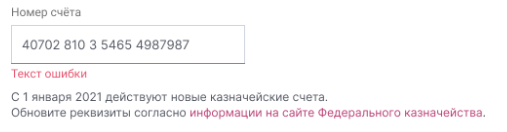 Номер счёта
40702 810 3 5465 4987987
Текст ошибки
С 1 января 2021 действуют новые казначейские счета.
Обновите реквизиты согласно информации на сайте Федерального казначейства.